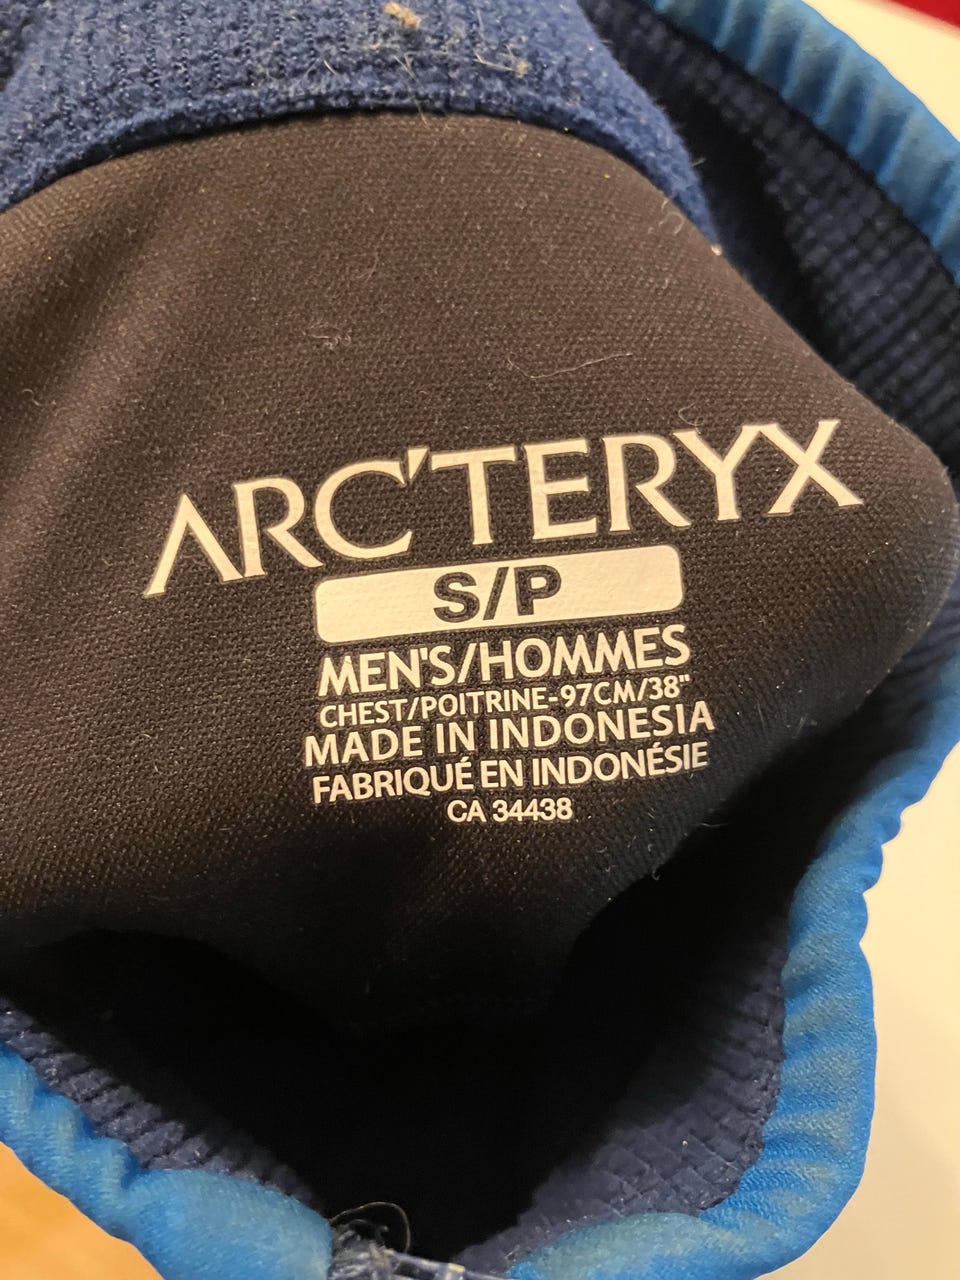 ARC'TERYX
S/P
MEN'S/HOMMES
CHEST/POITRINE-97CM/38"
MADE IN INDONESIA
FABRIQUÉ EN INDONÉSIE
CA 34438